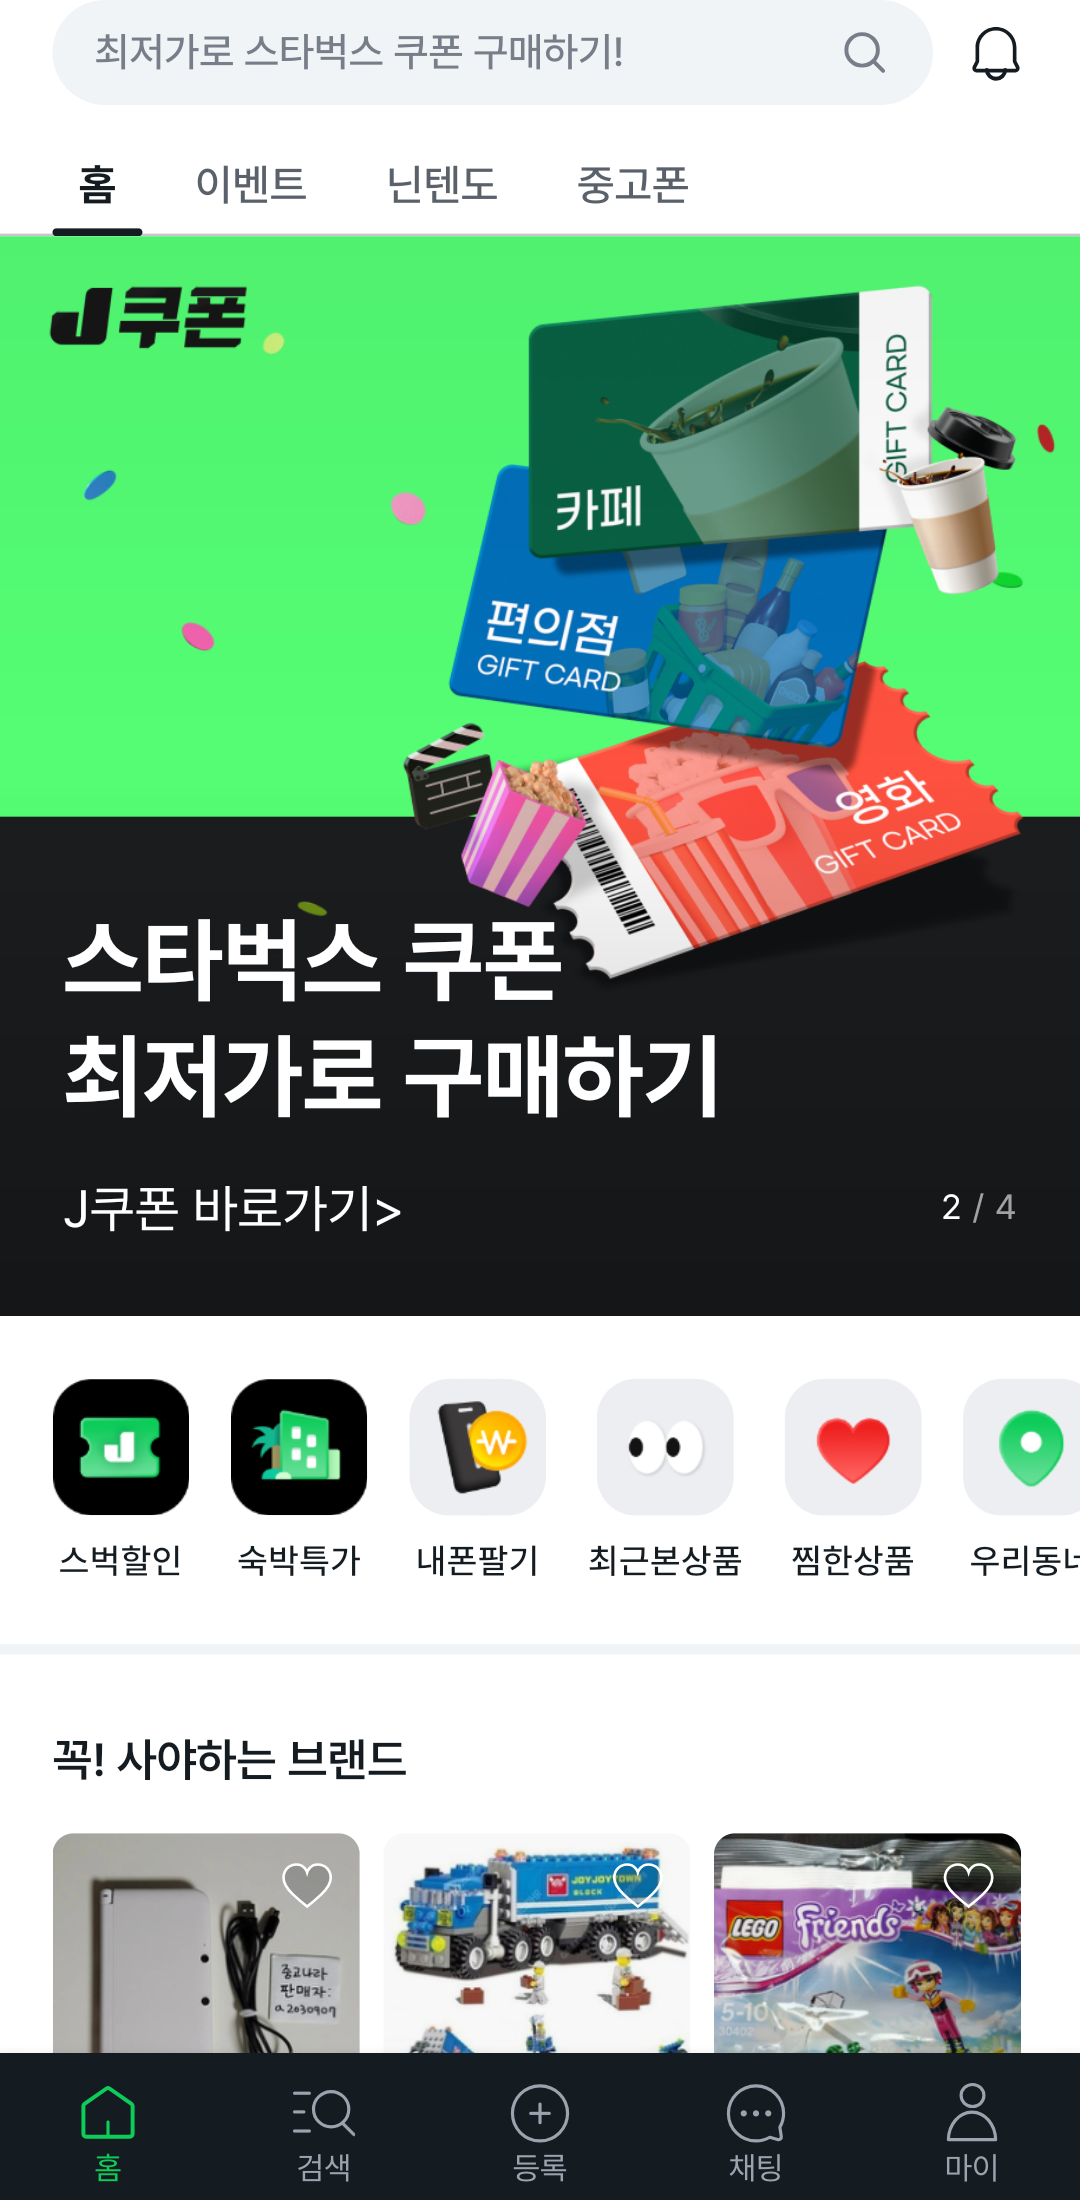 최저가로 스타벅스 쿠폰 구매하기!
홈 이벤트 닌텐도 중고폰
J쿠폰
카페
GIFT CARD
편의점
GIFT CARD
영화
GIFT CARD
스타벅스 쿠폰
최저가로 구매하기
J쿠폰 바로가기>
2 / 4
스벅할인 숙박특가 내폰팔기 최근본상품 찜한상품 우리동네
꼭! 사야하는 브랜드
중고나라
판매자:
a2030907
JOYJOYTOWN
BLOCK
LEGO Friends
5-10
30402
홈 검색 등록 채팅 마이